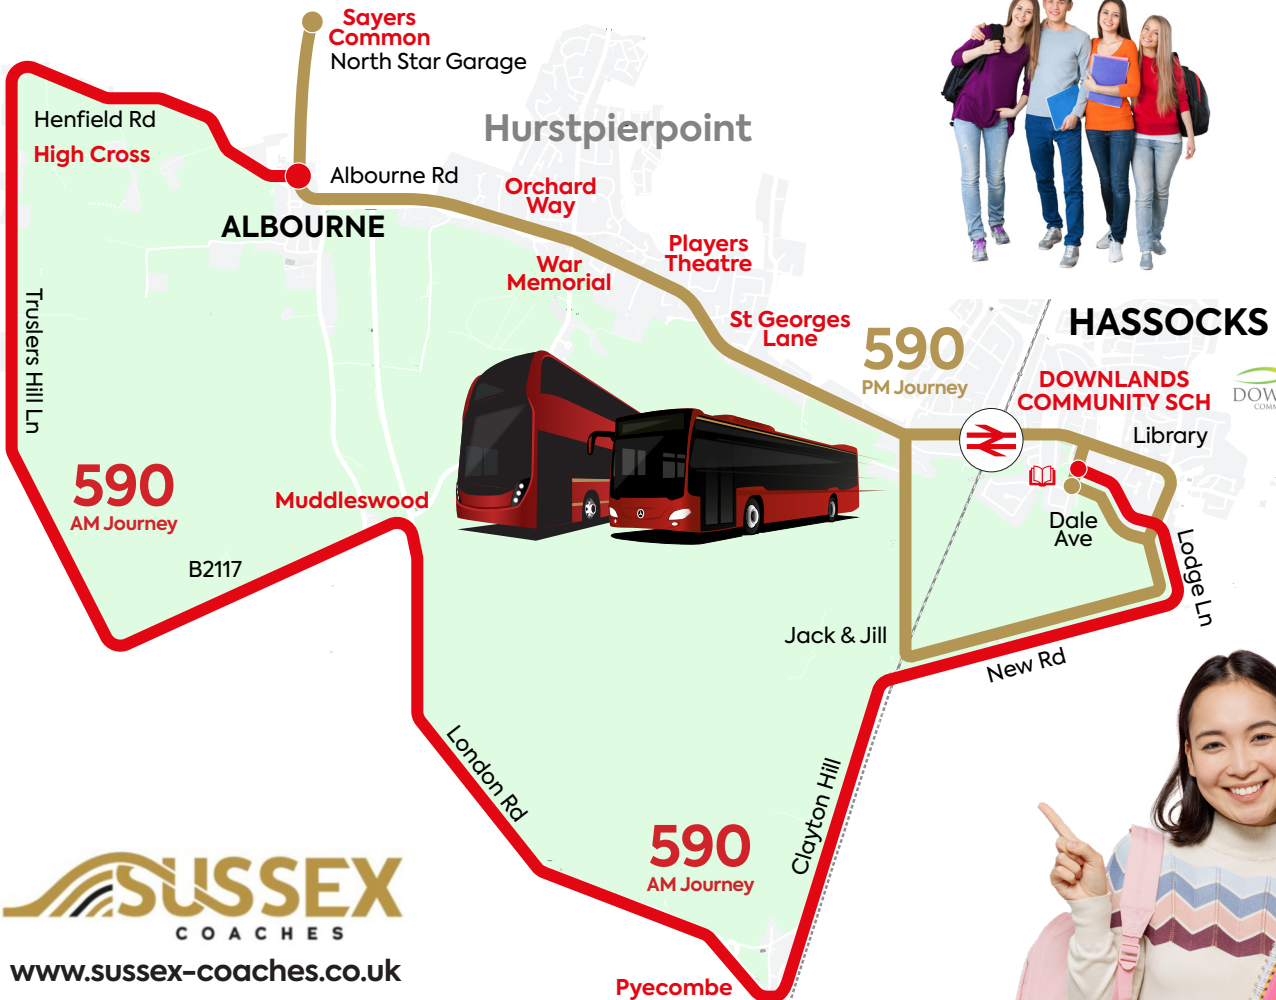 Sayers
Common
North Star Garage
Henfield Rd
High Cross
Hurstpierpoint
Albourne Rd
ALBOURNE
Orchard
Way
War
Memorial
Players
Theatre
St Georges
Lane
590
PM Journey
HASSOCKS
DOWNLANDS
COMMUNITY SCH
Library
Truslers Hill Ln
590
AM Journey
Muddleswood
B2117
Dale
Ave
Lodge Ln
Jack & Jill
New Rd
London Rd
Clayton Hill
590
AM Journey
Pyecombe
SUSSEX
COACHES
www.sussex-coaches.co.uk